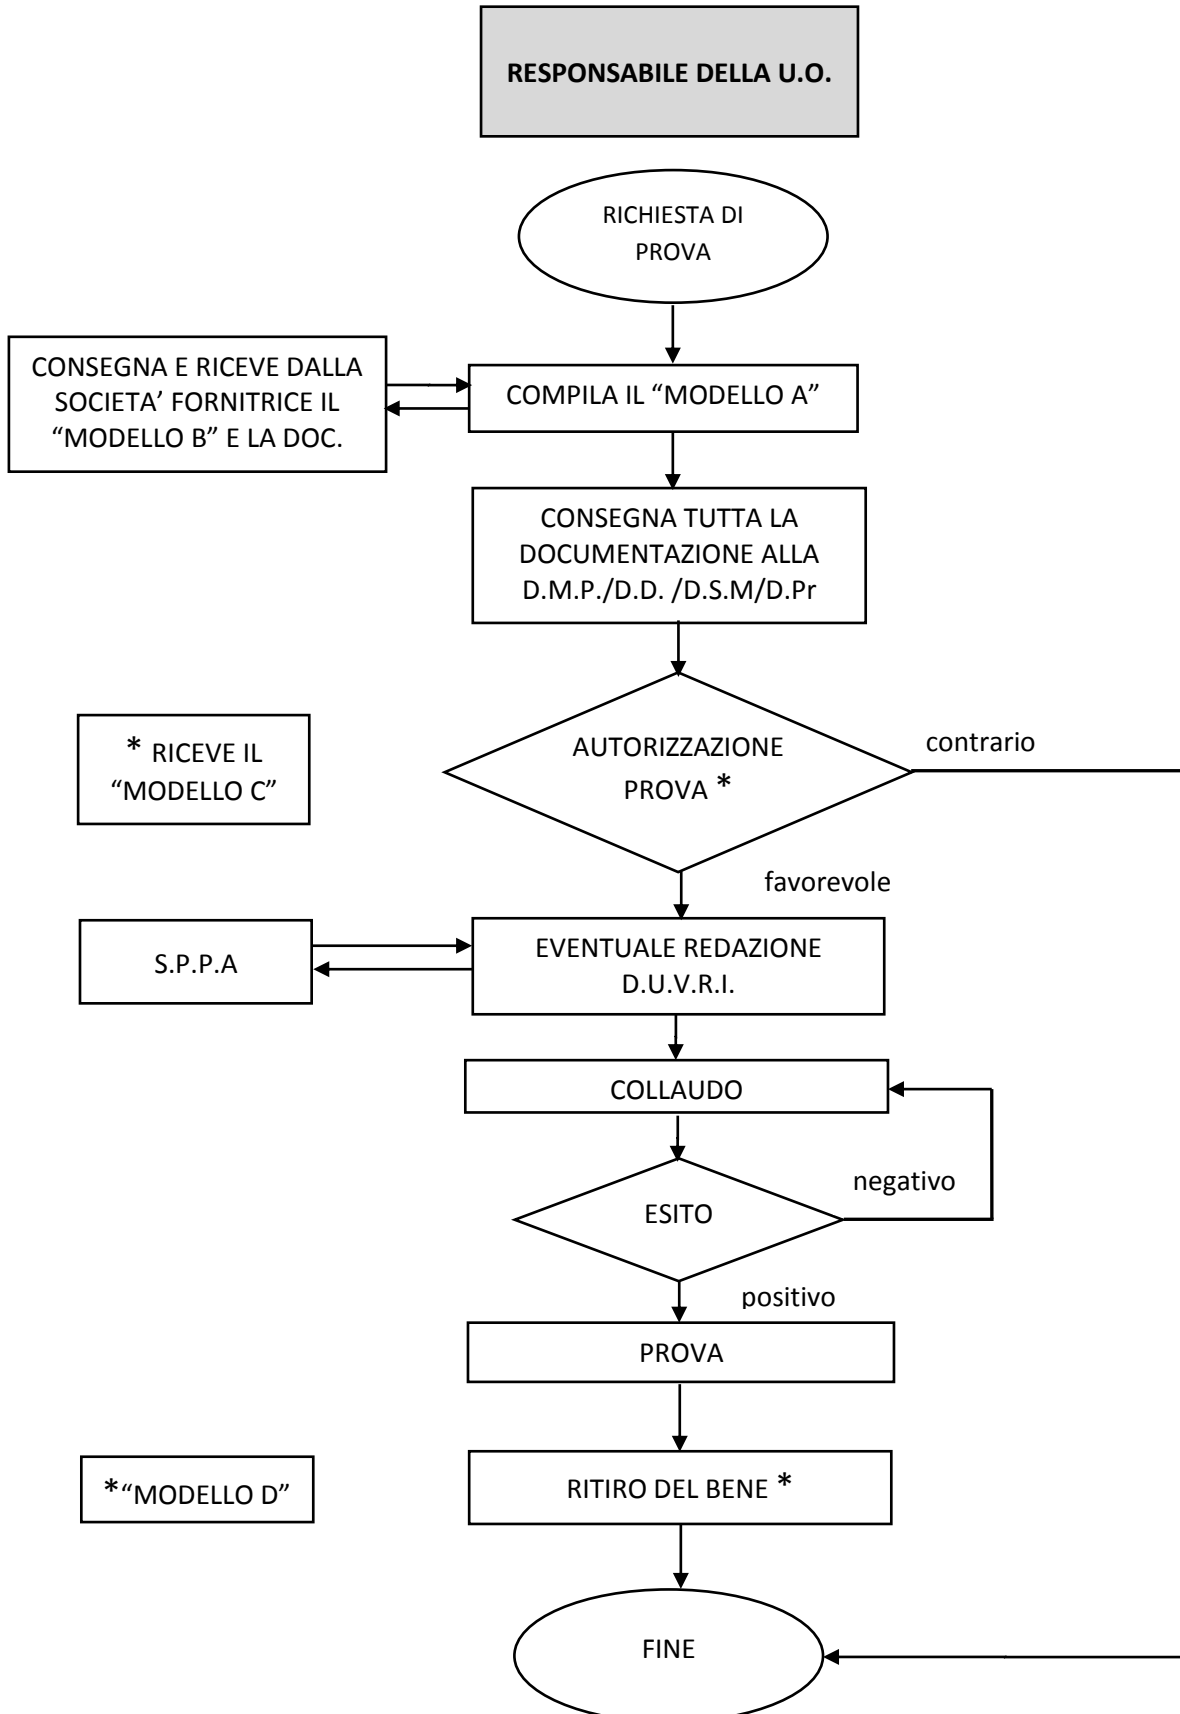 RESPONSABILE DELLA U.O.
RICHIESTA DI
PROVA
CONSEGNA E RICEVE DALLA
SOCIETA’ FORNITRICE IL
“MODELLO B” E LA DOC.
COMPILA IL “MODELLO A”
CONSEGNA TUTTA LA
DOCUMENTAZIONE ALLA
D.M.P./D.D. /D.S.M/D.Pr
* RICEVE IL
“MODELLO C”
AUTORIZZAZIONE
PROVA *
contrario
favorevole
S.P.P.A
EVENTUALE REDAZIONE
D.U.V.R.I.
COLLAUDO
ESITO
negativo
positivo
PROVA
*“MODELLO D”
RITIRO DEL BENE *
FINE